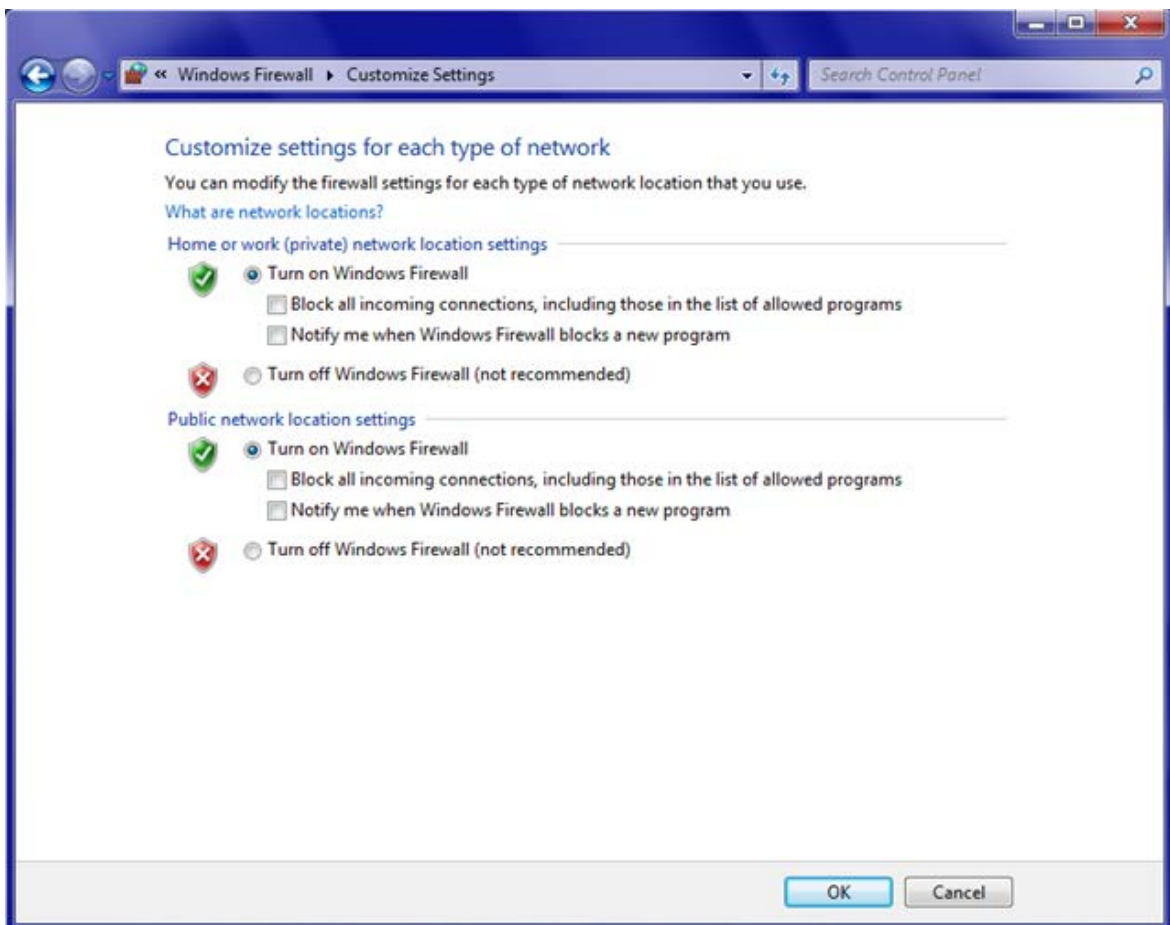 « Windows Firewall ▸ Customize Settings
Search Control Panel
Customize settings for each type of network
You can modify the firewall settings for each type of network location that you use.
What are network locations?
Home or work (private) network location settings
Turn on Windows Firewall
Block all incoming connections, including those in the list of allowed programs
Notify me when Windows Firewall blocks a new program
Turn off Windows Firewall (not recommended)
Public network location settings
Turn on Windows Firewall
Block all incoming connections, including those in the list of allowed programs
Notify me when Windows Firewall blocks a new program
Turn off Windows Firewall (not recommended)
OK Cancel